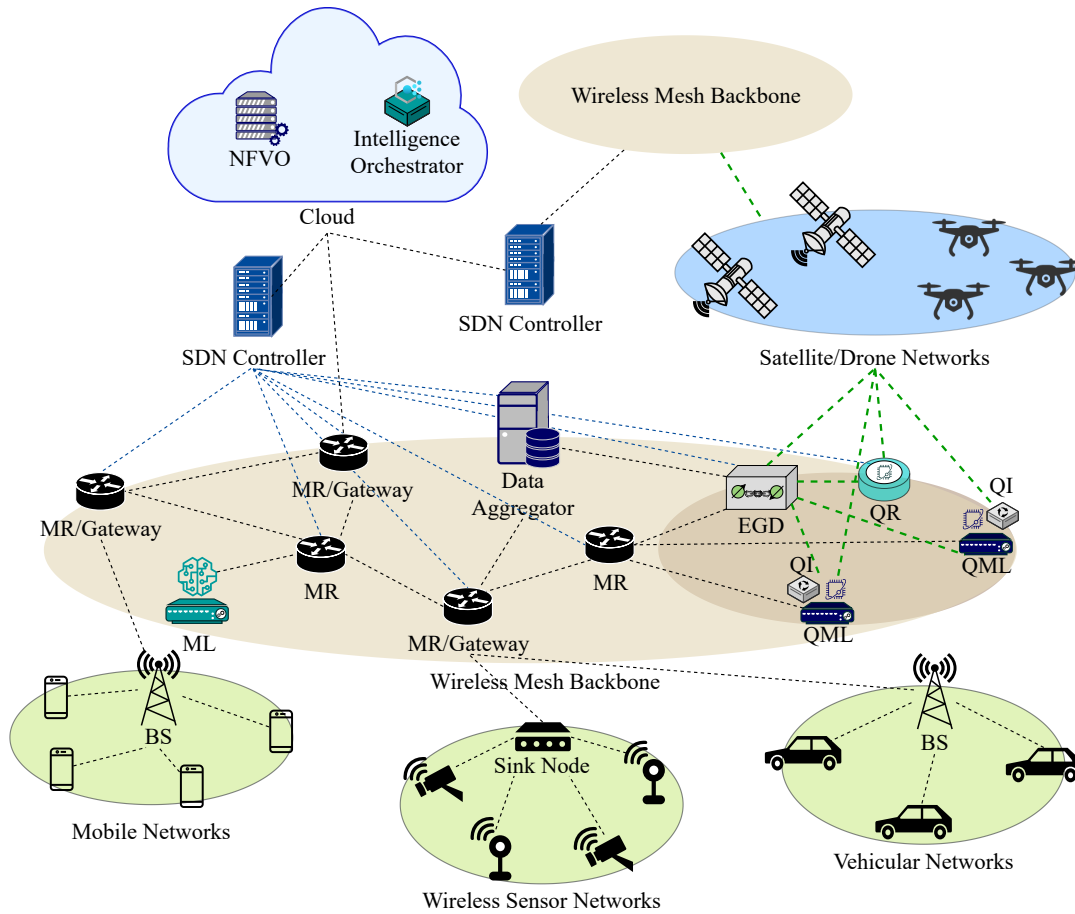 Wireless Mesh Backbone
NFVO
Intelligence
Orchestrator
Cloud
SDN Controller
SDN Controller
Satellite/Drone Networks
MR/Gateway
MR/Gateway
Data
Aggregator
EGD
QR
QI
QML
MR
MR
QI
QML
ML
MR/Gateway
Wireless Mesh Backbone
BS
Mobile Networks
Sink Node
Wireless Sensor Networks
BS
Vehicular Networks